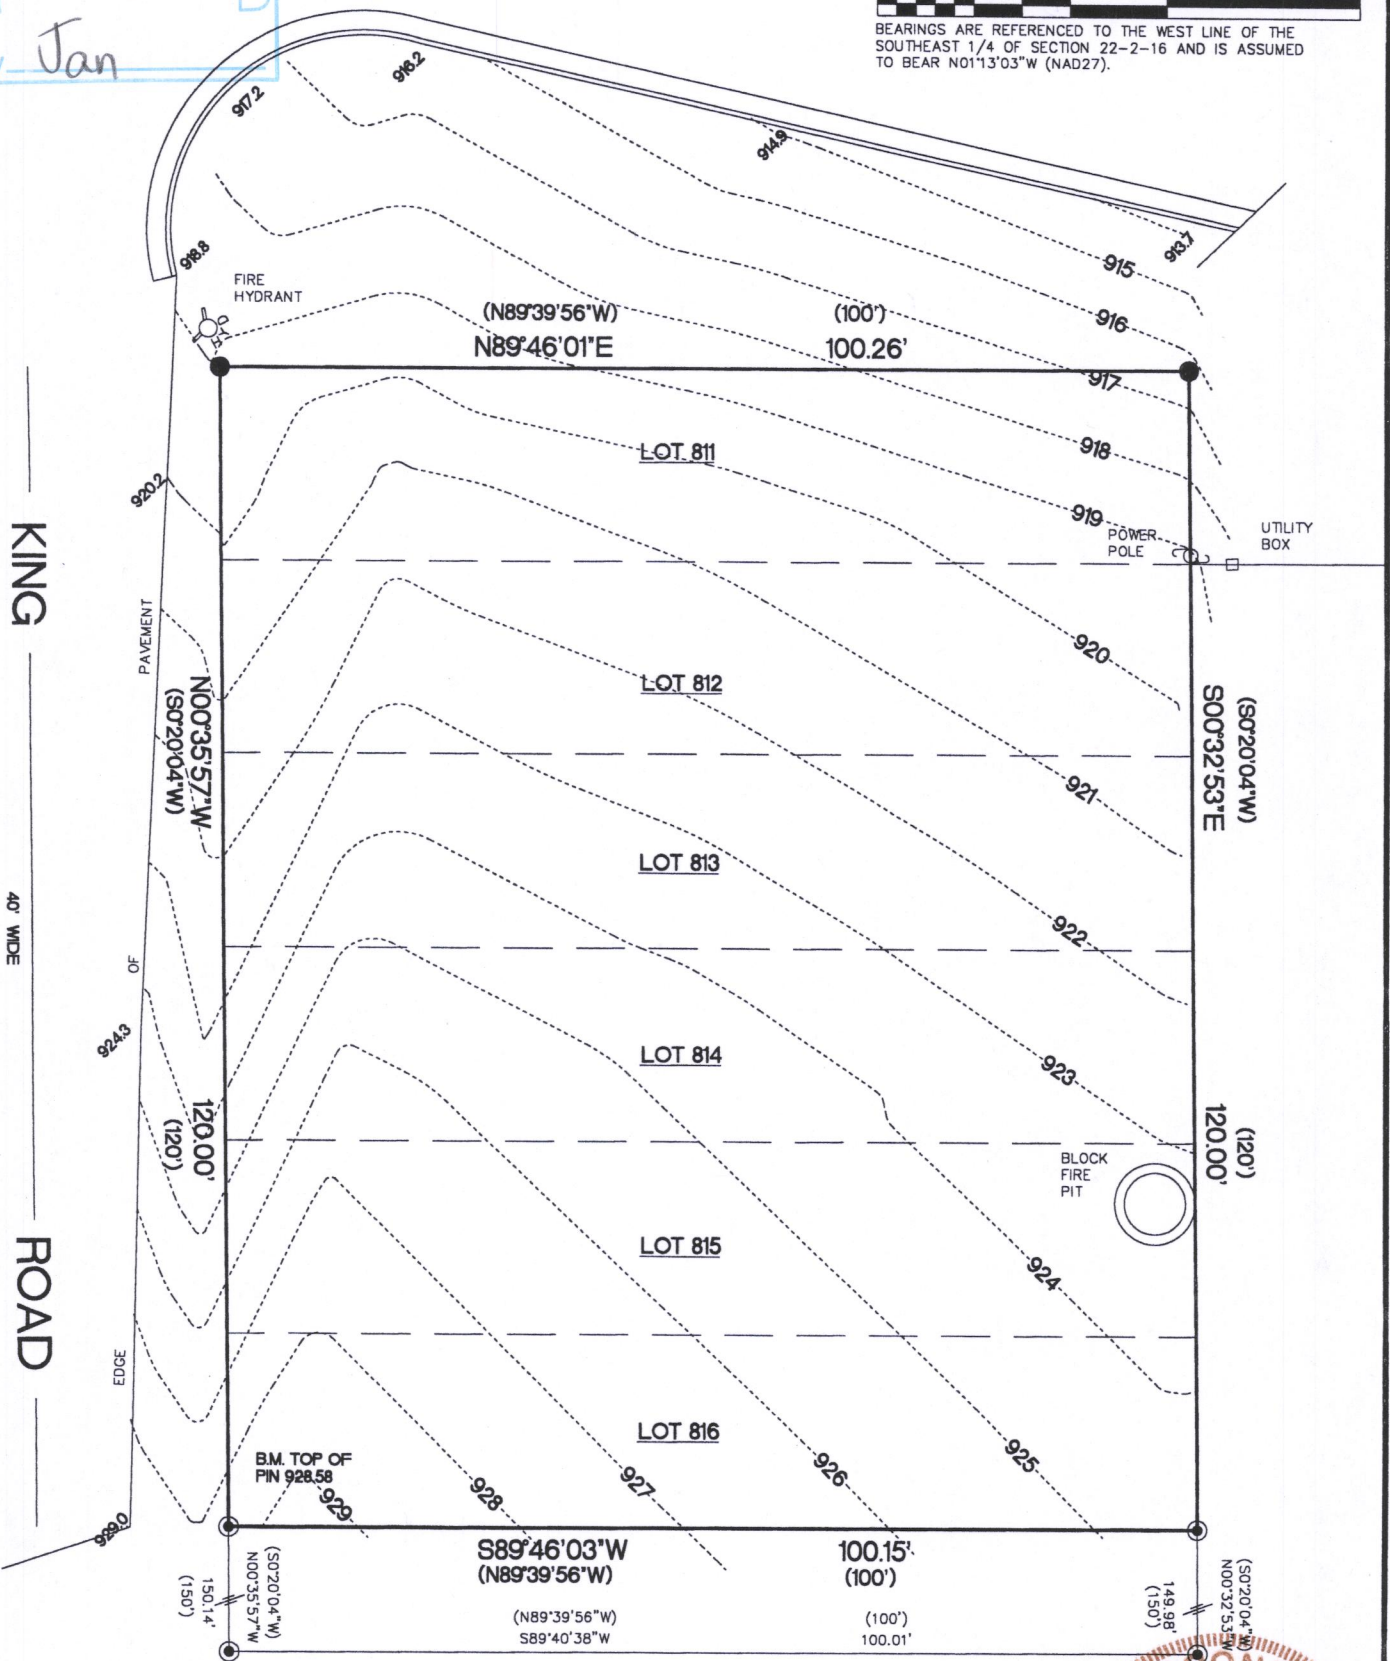 D
Jan
BEARINGS ARE REFERENCED TO THE WEST LINE OF THE
SOUTHEAST 1/4 OF SECTION 22-2-16 AND IS ASSUMED
TO BEAR N01°13'03"W (NAD27).
916.2
917.2
914.9
918.8
913.7
FIRE
HYDRANT
915
916
(N89°39'56"W)
(100')
N89°46'01"E
100.26'
917
918
919
LOT 811
920.2
POWER
POLE
UTILITY
BOX
KING
PAVEMENT
920
LOT 812
N00°35'57"W
(S0°20'04"W)
(S0°20'04"W)
S00°32'53"E
921
LOT 813
40' WIDE
922
OF
924.3
LOT 814
923
120.00'
(120')
(120')
120.00'
BLOCK
FIRE
PIT
ROAD
LOT 815
924
EDGE
LOT 816
925
B.M. TOP OF
PIN 928.58
929
928
927
926
929.0
S89°46'03"W
100.15'
(N89°39'56"W)
(100')
(S0°20'04"W)
N00°35'57"W
150.14'
(150')
(N89°39'56"W)
(100')
S89°40'38"W
100.01'
(S0°20'04"W)
N00°32'53"W
149.98'
(150')